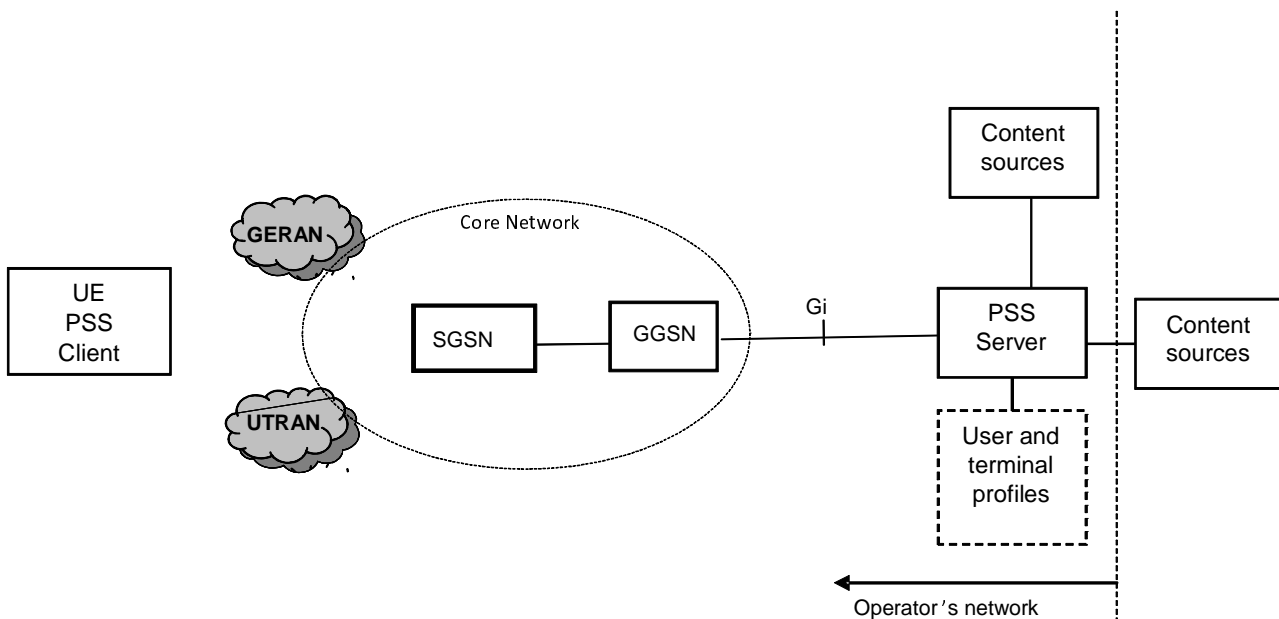 Content
sources
GERAN
Core Network
UE
PSS
Client
SGSN
GGSN
Gi
PSS
Server
Content
sources
UTRAN
User and
terminal
profiles
Operator's network